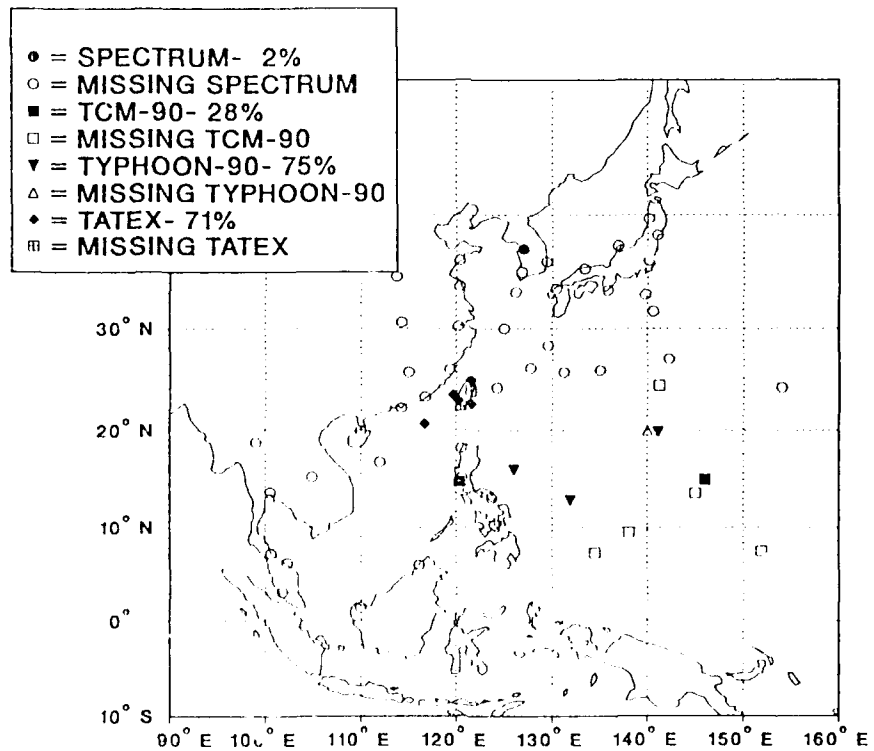 ● = SPECTRUM- 2%
○ = MISSING SPECTRUM
■ = TCM-90- 28%
□ = MISSING TCM-90
▼ = TYPHOON-90- 75%
△ = MISSING TYPHOON-90
◆ = TATEX- 71%
⊞ = MISSING TATEX
30° N
20° N
10° N
0°
10° S
90° E 100° E 110° E 120° E 130° E 140° E 150° E 160° E